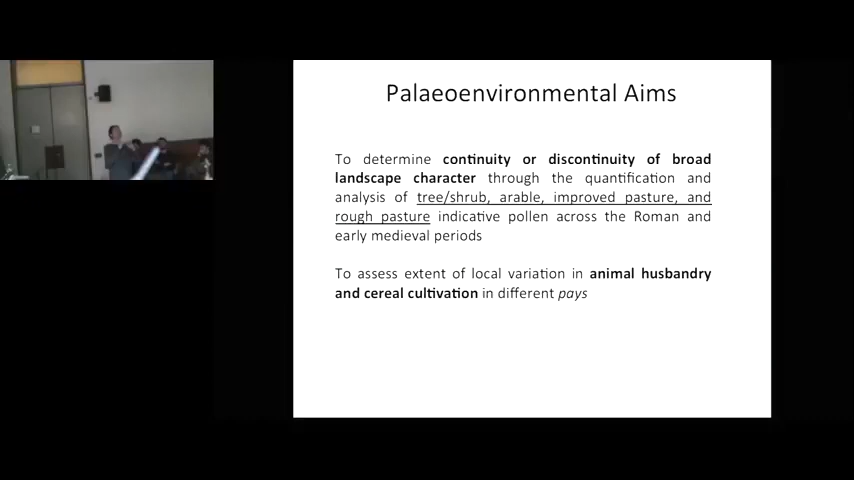 Palaeoenvironmental Aims
To determine continuity or discontinuity of broad
landscape character through the quantification and
analysis of tree/shrub, arable, improved pasture, and
rough pasture indicative pollen across the Roman and
early medieval periods
To assess extent of local variation in animal husbandry
and cereal cultivation in different pays